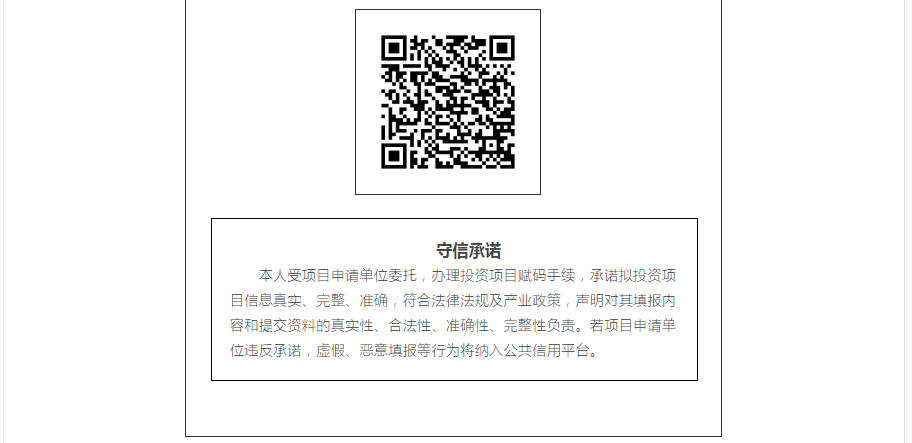 守信承诺
本人受项目申请单位委托，办理投资项目赋码手续，承诺拟投资项
目信息真实、完整、准确，符合法律法规及产业政策，声明对其填报内
容和提交资料的真实性、合法性、准确性、完整性负责。若项目申请单
位违反承诺，虚假、恶意填报等行为将纳入公共信用平台。